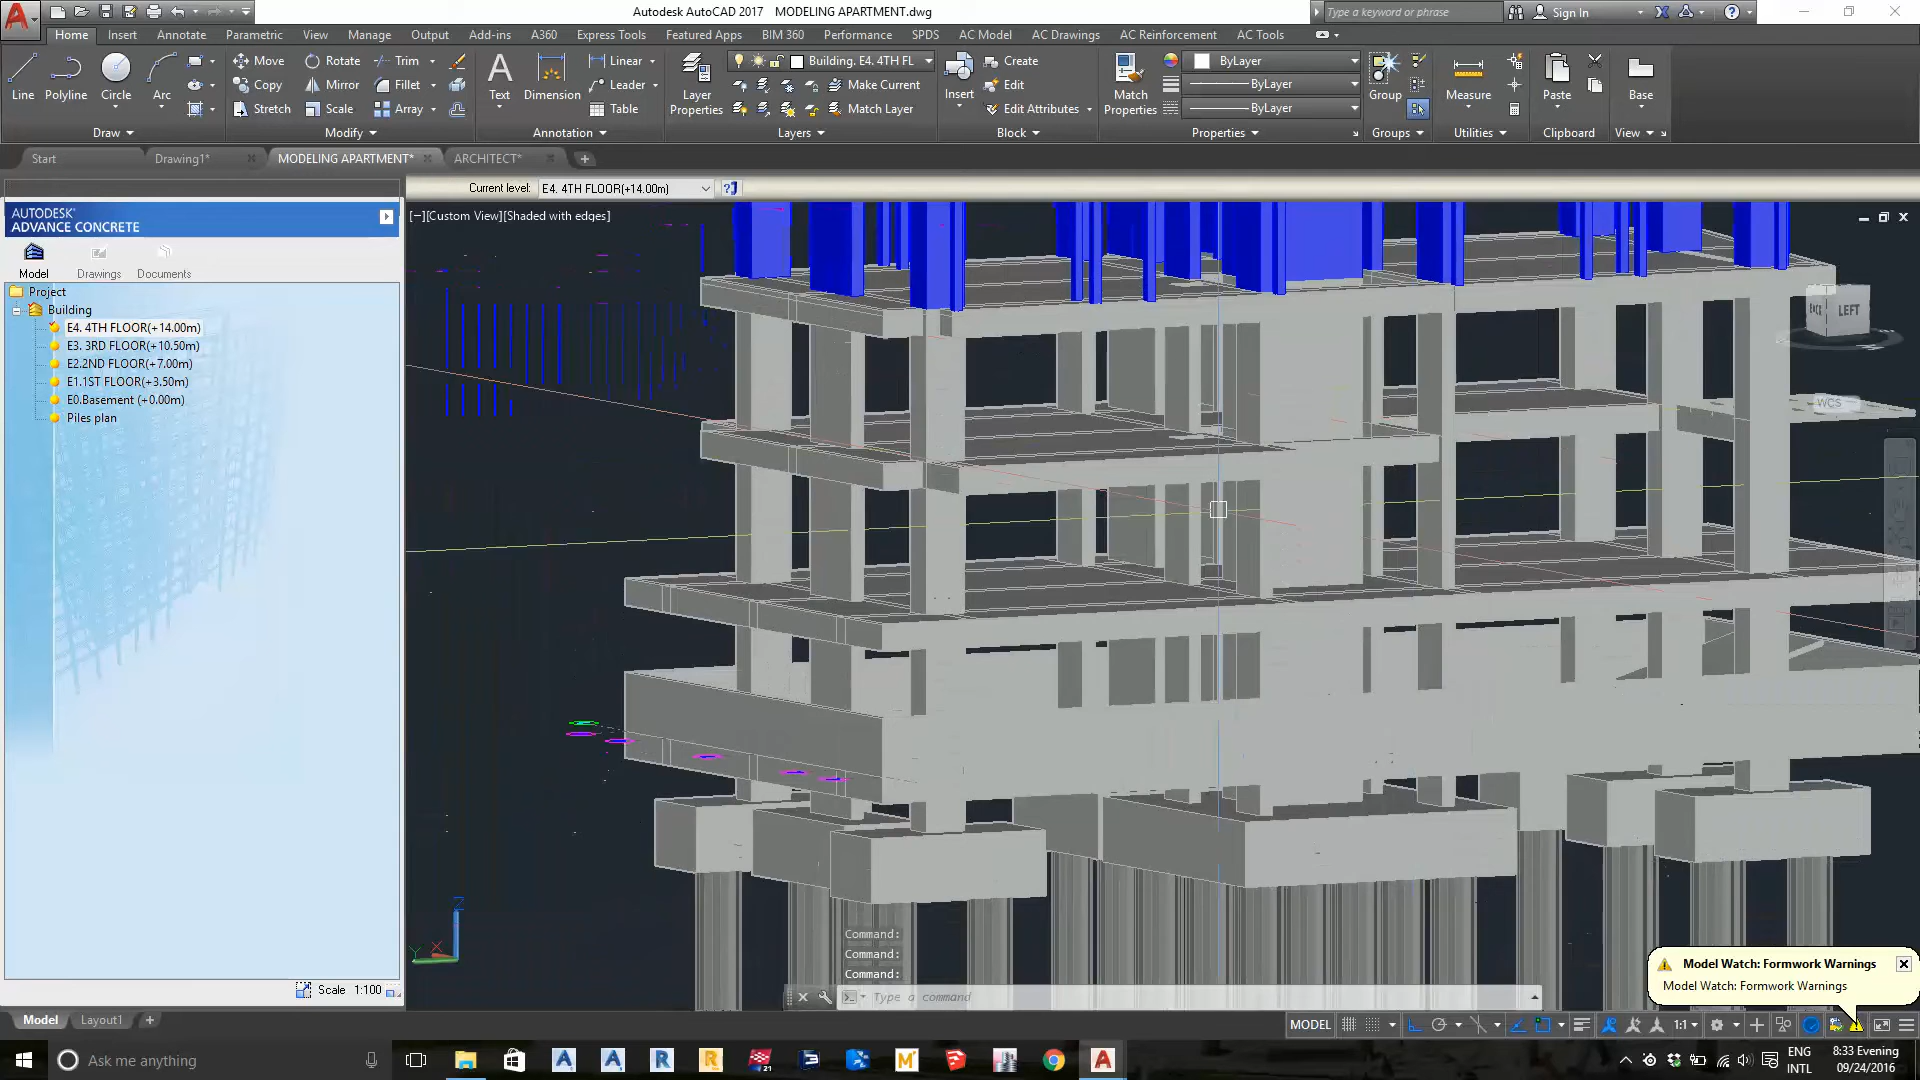 Autodesk AutoCAD 2017   MODELING APARTMENT.dwg
Type a keyword or phrase
Sign In
Home Insert Annotate Parametric View Manage Output Add-ins A360 Express Tools Featured Apps BIM 360 Performance SPDS AC Model AC Drawings AC Reinforcement AC Tools
Line
Polyline
Circle
Arc
Draw
Move
Copy
Stretch
Rotate
Mirror
Scale
Trim
Fillet
Array
Modify
Text
Dimension
Linear
Leader
Table
Annotation
Layer
Properties
Building. E4. 4TH FL
Make Current
Match Layer
Layers
Insert
Create
Edit
Edit Attributes
Block
Match
Properties
ByLayer
ByLayer
ByLayer
Properties
Group
Groups
Measure
Utilities
Paste
Clipboard
Base
View
Start
Drawing1*
MODELING APARTMENT*
ARCHITECT*
Current level: E4. 4TH FLOOR(+14.00m)
AUTODESK
ADVANCE CONCRETE
Model Drawings Documents
Project
Building
E4. 4TH FLOOR(+14.00m)
E3. 3RD FLOOR(+10.50m)
E2.2ND FLOOR(+7.00m)
E1.1ST FLOOR(+3.50m)
E0.Basement (+0.00m)
Piles plan
Scale 1:100
[−][Custom View][Shaded with edges]
BACK
LEFT
WCS
Z
Y
X
Command:
Command:
Command:
Type a command
Model Watch: Formwork Warnings
Model Watch: Formwork Warnings
Model Layout1
MODEL
1:1
Ask me anything
21
ENG
INTL
8:33 Evening
09/24/2016